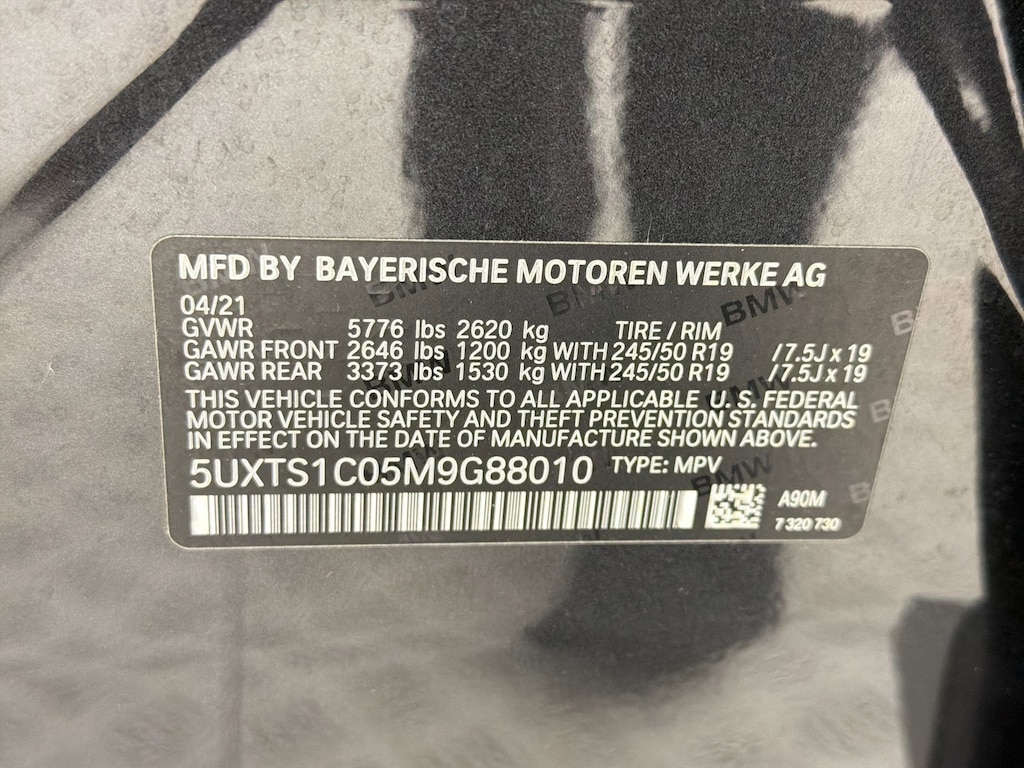 MFD BY BAYERISCHE MOTOREN WERKE AG
04/21
GVWR 5776 lbs 2620 kg TIRE / RIM
GAWR FRONT 2646 lbs 1200 kg WITH 245/50 R19 / 7.5J x 19
GAWR REAR 3373 lbs 1530 kg WITH 245/50 R19 / 7.5J x 19
THIS VEHICLE CONFORMS TO ALL APPLICABLE U. S. FEDERAL
MOTOR VEHICLE SAFETY AND THEFT PREVENTION STANDARDS
IN EFFECT ON THE DATE OF MANUFACTURE SHOWN ABOVE.
5UXTS1C05M9G88010 TYPE: MPV
A90M
7 320 730